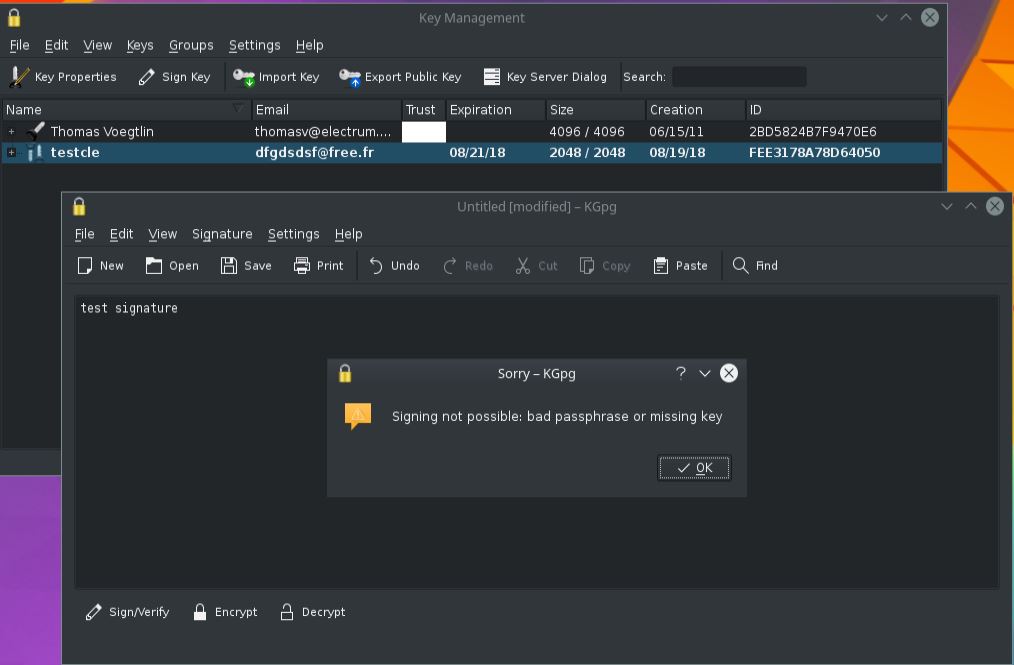 Key Management
File Edit View Keys Groups Settings Help
Key Properties Sign Key Import Key Export Public Key Key Server Dialog Search:
Name Email Trust Expiration Size Creation ID
Thomas Voegtlin thomasv@electrum.... 4096 / 4096 06/15/11 2BD5824B7F9470E6
testcle dfgdsdsf@free.fr 08/21/18 2048 / 2048 08/19/18 FEE3178A78D64050
Untitled [modified] – KGpg
File Edit View Signature Settings Help
New Open Save Print Undo Redo Cut Copy Paste Find
test signature
Sorry – KGpg
Signing not possible: bad passphrase or missing key
OK
Sign/Verify Encrypt Decrypt